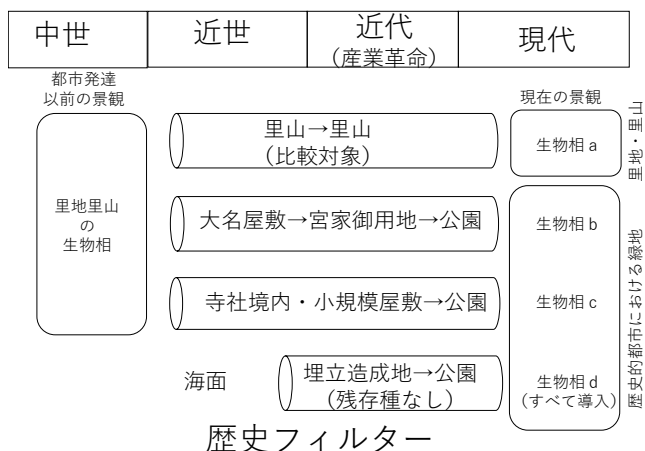 中世
近世
近代
(産業革命)
現代
都市発達
以前の景観
現在の景観
里地里山
の
生物相
里山→里山
(比較対象)
生物相 a
里地・里山
大名屋敷→宮家御用地→公園
生物相 b
寺社境内・小規模屋敷→公園
生物相 c
海面
埋立造成地→公園
(残存種なし)
生物相 d
(すべて導入)
歴史的都市における緑地
歴史フィルター